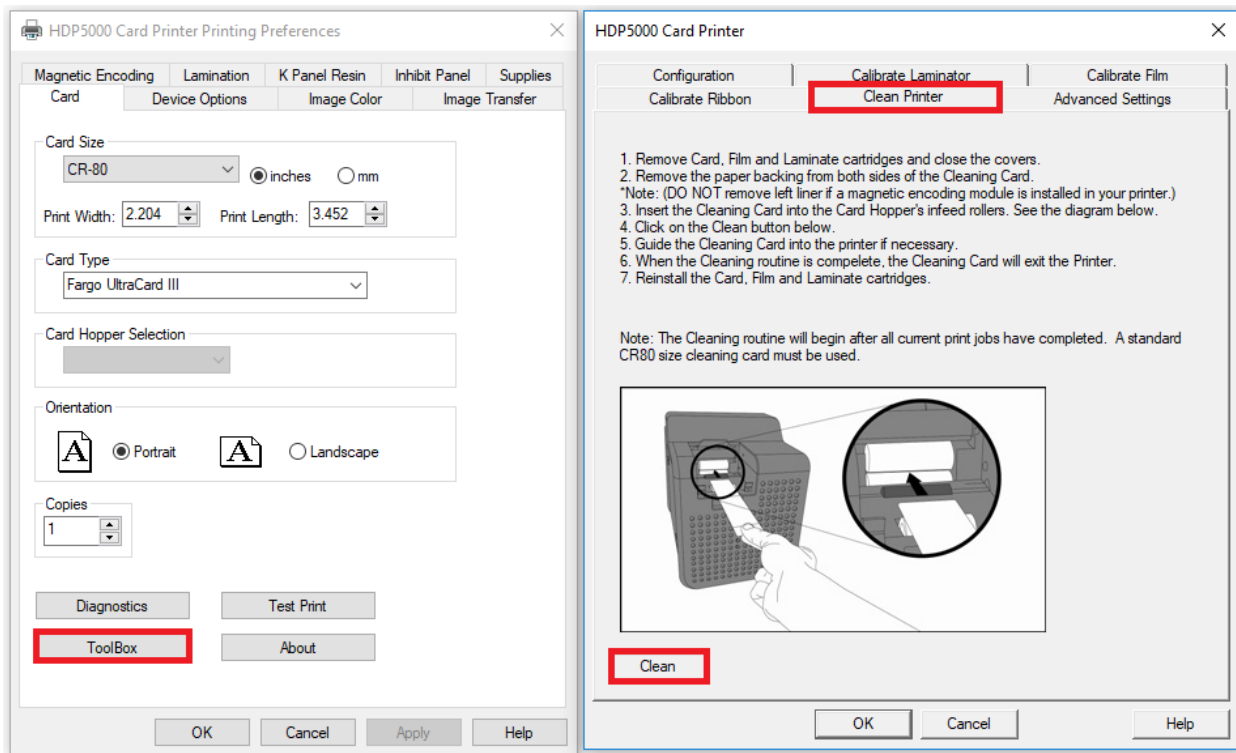 HDP5000 Card Printer Printing Preferences
Magnetic Encoding Lamination K Panel Resin Inhibit Panel Supplies
Card Device Options Image Color Image Transfer
Card Size
CR-80 inches mm
Print Width: 2.204 Print Length: 3.452
Card Type
Fargo UltraCard III
Card Hopper Selection
Orientation
A Portrait A Landscape
Copies
1
Diagnostics Test Print
ToolBox About
OK Cancel Apply Help
HDP5000 Card Printer
Configuration Calibrate Laminator Calibrate Film
Calibrate Ribbon Clean Printer Advanced Settings
1. Remove Card, Film and Laminate cartridges and close the covers.
2. Remove the paper backing from both sides of the Cleaning Card.
*Note: (DO NOT remove left liner if a magnetic encoding module is installed in your printer.)
3. Insert the Cleaning Card into the Card Hopper's infeed rollers. See the diagram below.
4. Click on the Clean button below.
5. Guide the Cleaning Card into the printer if necessary.
6. When the Cleaning routine is compelete, the Cleaning Card will exit the Printer.
7. Reinstall the Card, Film and Laminate cartridges.
Note: The Cleaning routine will begin after all current print jobs have completed. A standard
CR80 size cleaning card must be used.
Clean
OK Cancel Help